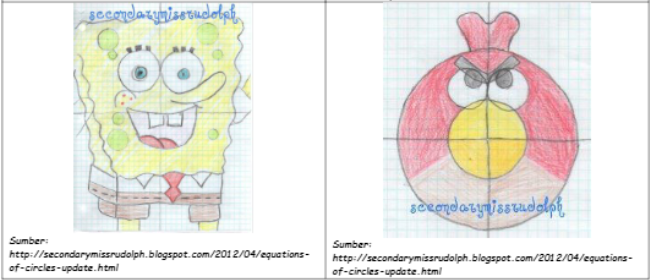 secondarymissrudolph
Sumber:
http://secondarymissrudolph.blogspot.com/2012/04/equations-
of-circles-update.html
secondarymissrudolph
Sumber:
http://secondarymissrudolph.blogspot.com/2012/04/equations-
of-circles-update.html